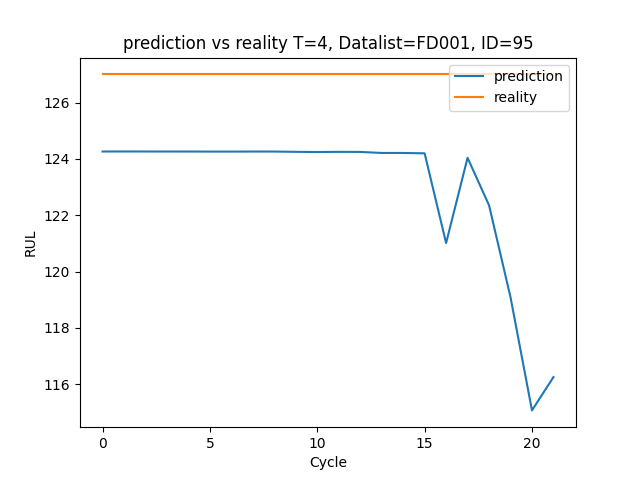 prediction vs reality T=4, Datalist=FD001, ID=95
prediction
reality
126
124
122
120
118
116
RUL
0
5
10
15
20
Cycle